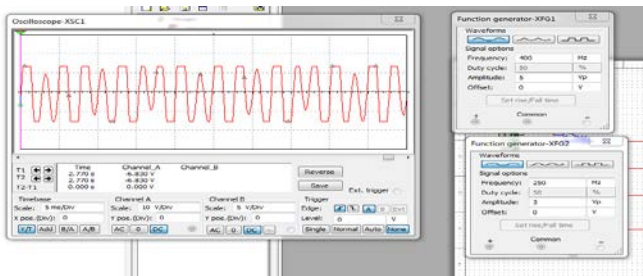 Oscilloscope-XSC1
T1
T2
T2-T1
Time
2.770 s
2.770 s
0.000 s
Channel_A
-6.830 V
-6.830 V
0.000 V
Channel_B
Reverse
Save
Ext. trigger
Timebase
Scale: 5 ms/Div
X pos.(Div): 0
Y/T Add B/A A/B
Channel A
Scale: 10 V/Div
Y pos.(Div): 0
AC 0 DC
Channel B
Scale: 5 V/Div
Y pos.(Div): 0
AC 0 DC -
Trigger
Edge: A B Ext
Level: 0 V
Single Normal Auto None
Function generator-XFG1
Waveforms
Signal options
Frequency: 400 Hz
Duty cycle: 50 %
Amplitude: 5 Vp
Offset: 0 V
Set rise/Fall time
+ Common -
Function generator-XFG2
Waveforms
Signal options
Frequency: 250 Hz
Duty cycle: 50 %
Amplitude: 3 Vp
Offset: 0 V
Set rise/Fall time
+ Common -